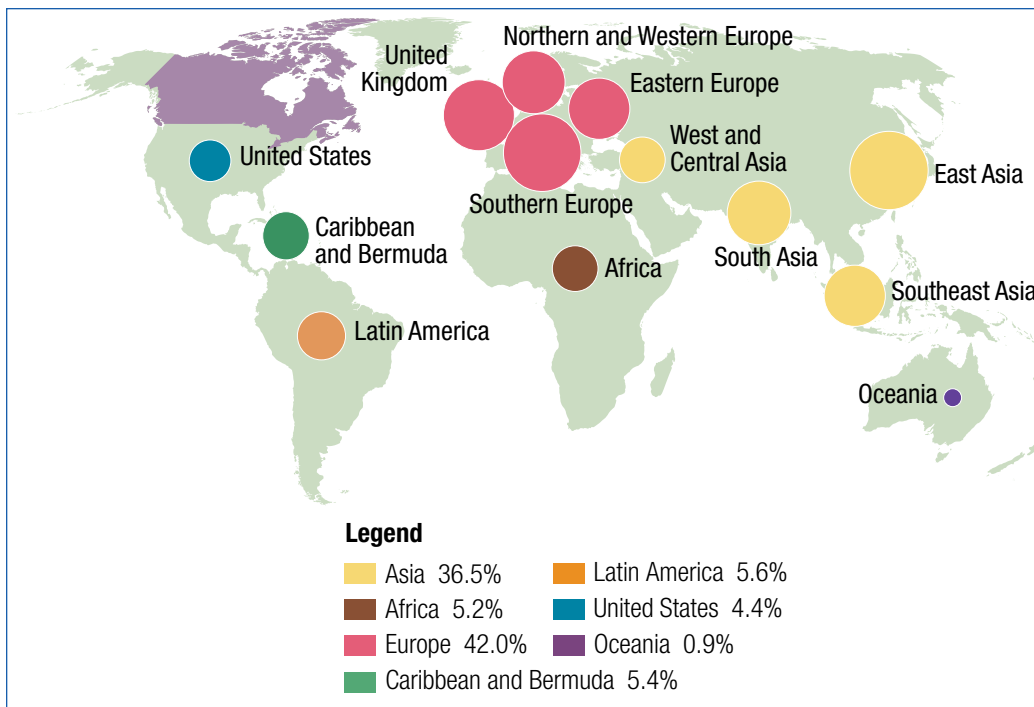 Northern and Western Europe
United
Kingdom
Eastern Europe
West and
Central Asia
United States
East Asia
Southern Europe
Caribbean
and Bermuda
South Asia
Africa
Southeast Asia
Latin America
Oceania
Legend
Asia 36.5%
Latin America 5.6%
Africa 5.2%
United States 4.4%
Europe 42.0%
Oceania 0.9%
Caribbean and Bermuda 5.4%